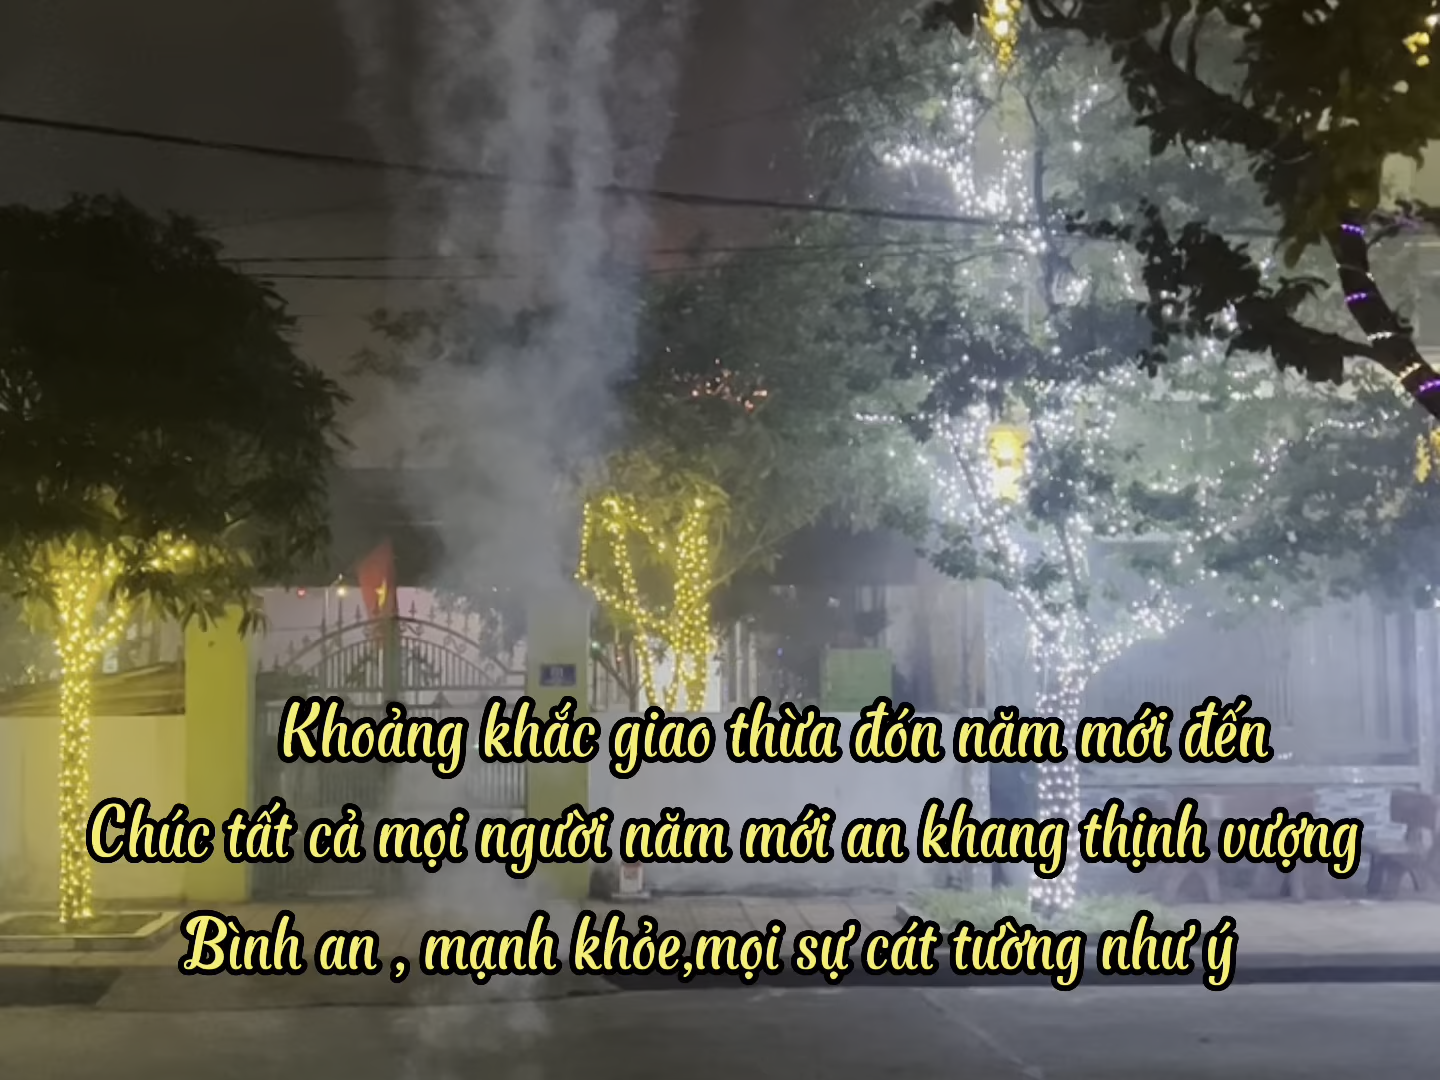 Khoảng khắc giao thừa đón năm mới đến
Chúc tất cả mọi người năm mới an khang thịnh vượng
Bình an , mạnh khỏe,mọi sự cát tường như ý